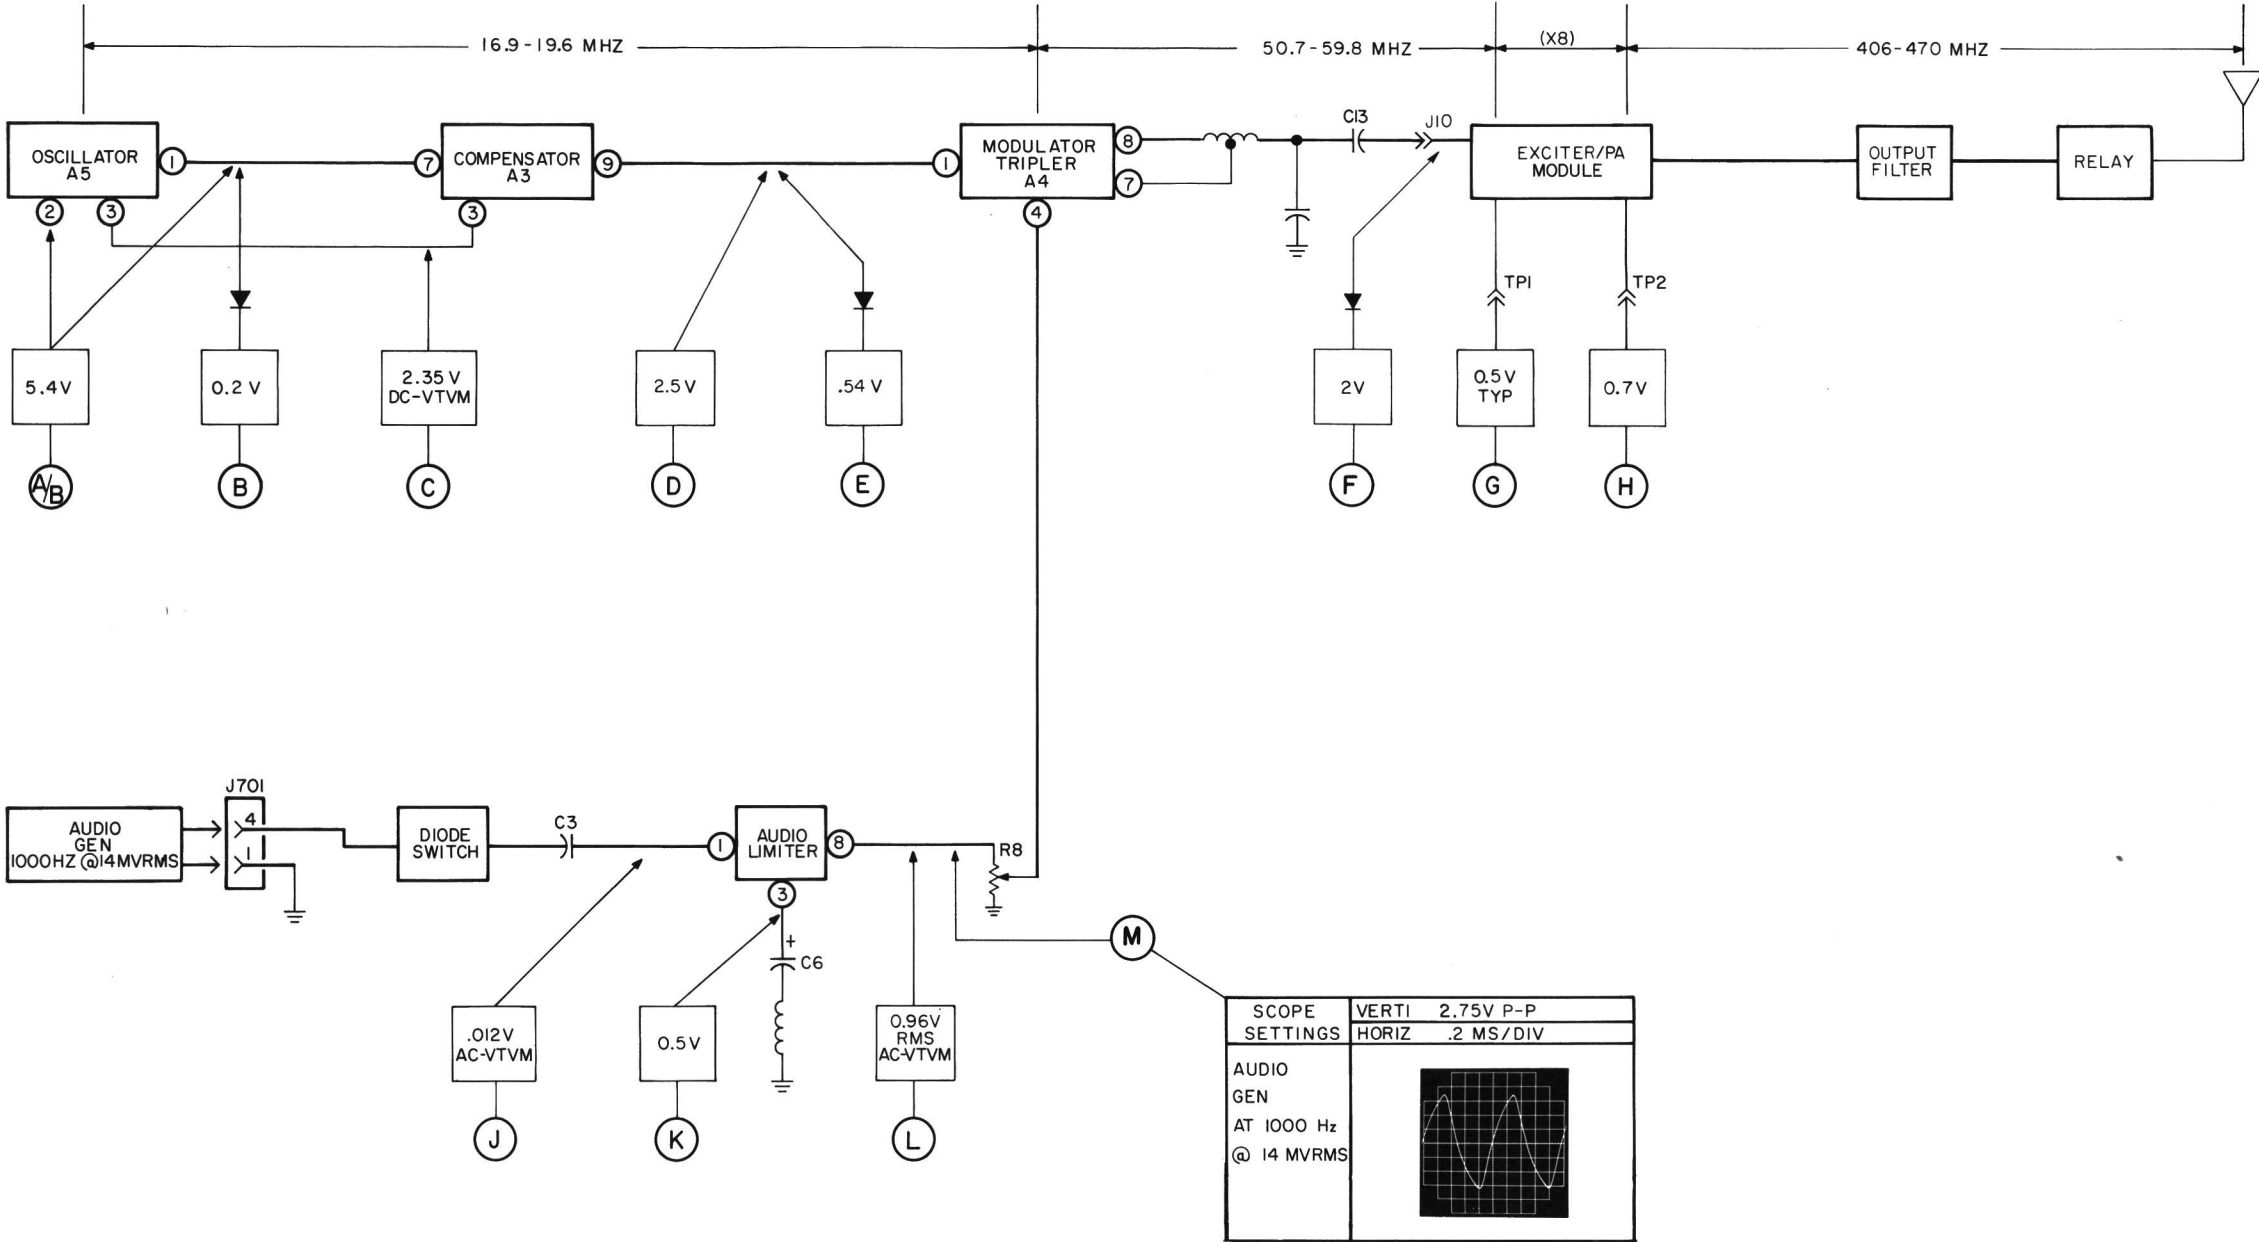 16.9-19.6 MHZ
50.7-59.8 MHZ
(X8)
406-470 MHZ
OSCILLATOR
A5
1
2
3
7
COMPENSATOR
A3
9
3
1
MODULATOR
TRIPLER
A4
8
7
4
C13
J10
EXCITER/PA
MODULE
OUTPUT
FILTER
RELAY
TP1
TP2
5.4V
0.2 V
2.35 V
DC-VTVM
2.5 V
.54 V
2V
0.5V
TYP
0.7V
A/B
B
C
D
E
F
G
H
AUDIO
GEN
1000HZ @14MVRMS
J701
4
1
DIODE
SWITCH
C3
1
AUDIO
LIMITER
8
3
R8
+
C6
M
.012V
AC-VTVM
0.5V
0.96V
RMS
AC-VTVM
J
K
L
SCOPE
SETTINGS
VERTI 2.75V P-P
HORIZ .2 MS/DIV
AUDIO
GEN
AT 1000 Hz
@ 14 MVRMS